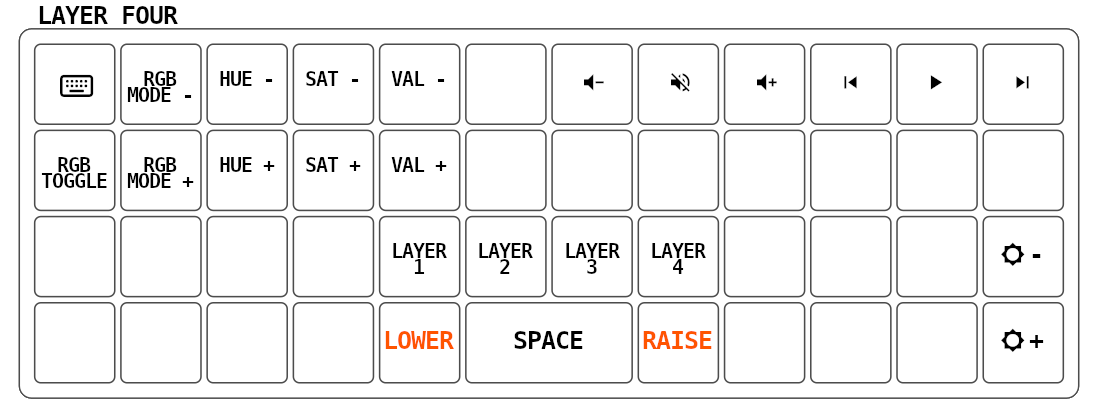 LAYER FOUR
RGB
MODE -
HUE -
SAT -
VAL -
RGB
TOGGLE
RGB
MODE +
HUE +
SAT +
VAL +
LAYER
1
LAYER
2
LAYER
3
LAYER
4
-
LOWER
SPACE
RAISE
+